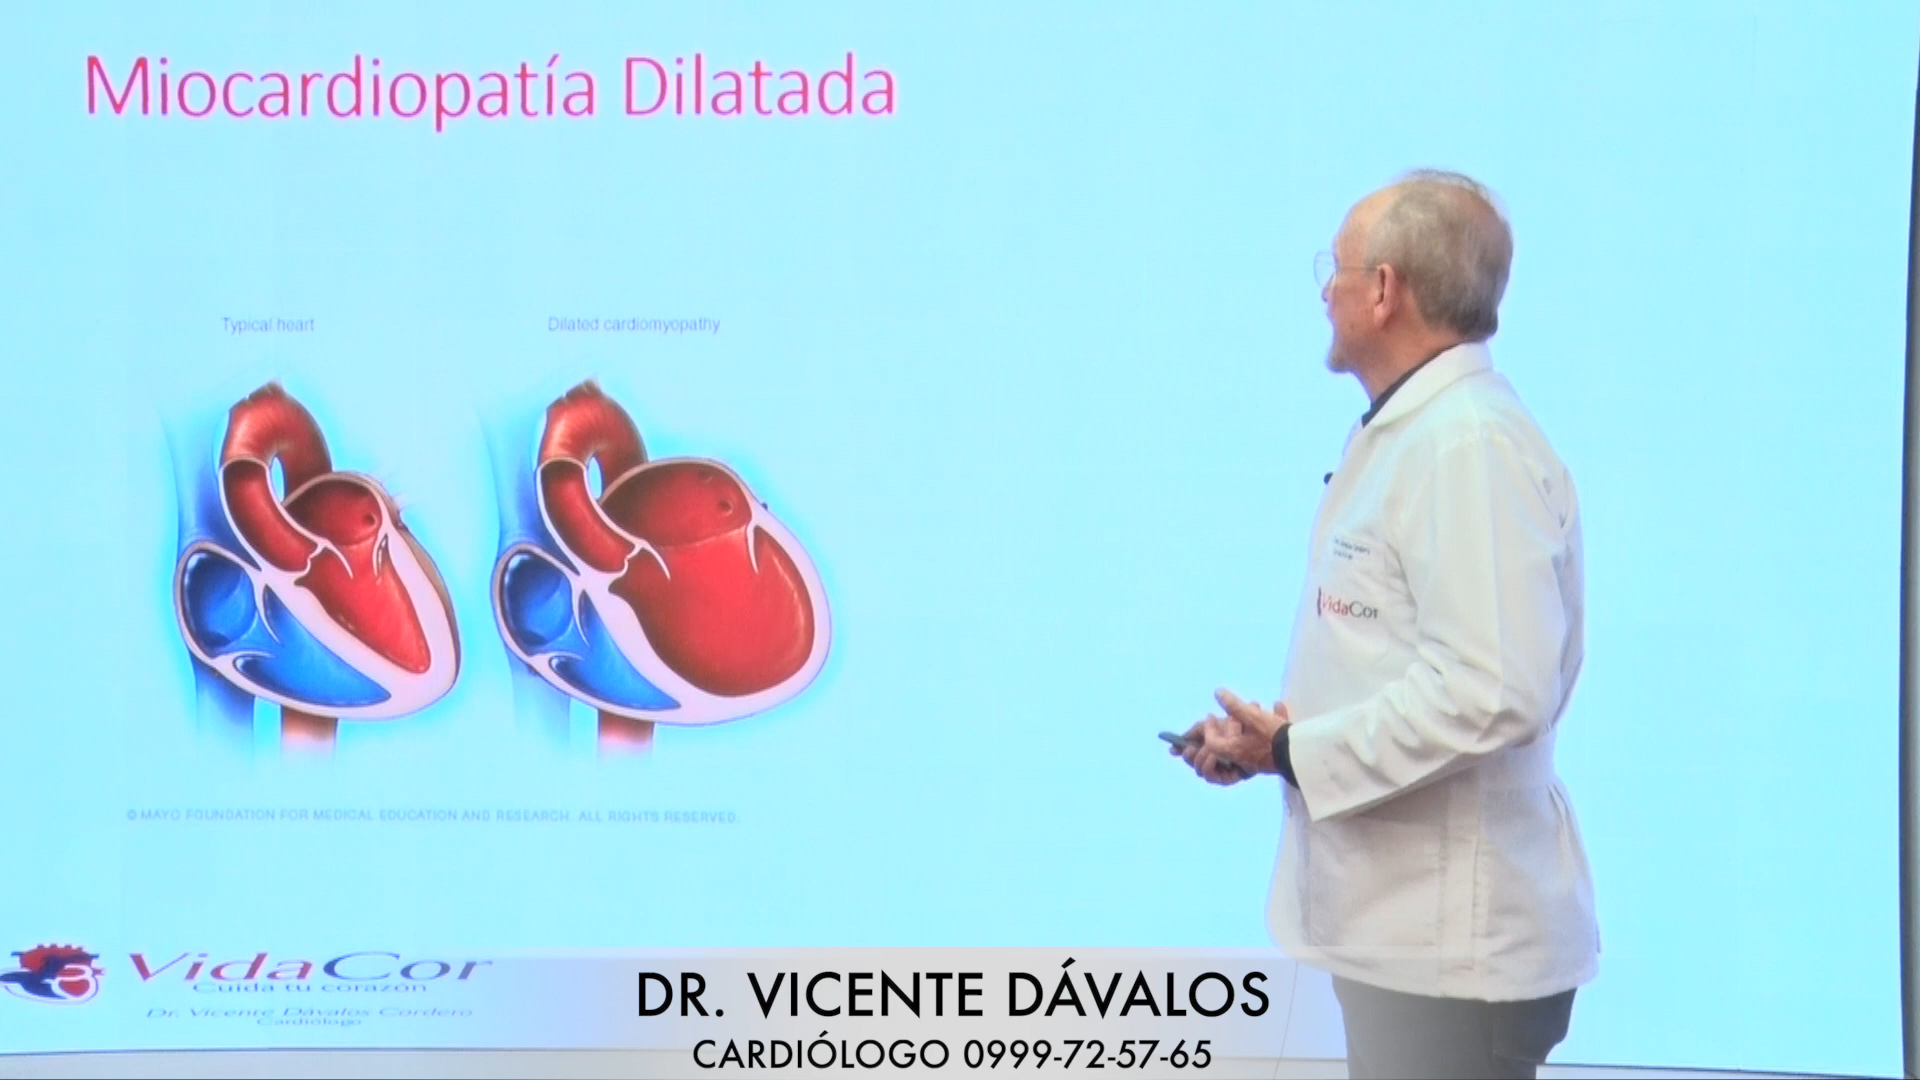 Miocardiopatía Dilatada
Typical heart
Dilated cardiomyopathy
© MAYO FOUNDATION FOR MEDICAL EDUCATION AND RESEARCH. ALL RIGHTS RESERVED.
VidaCor
VidaCor
Cuida tu corazón
Dr. Vicente Dávalos Cordero
Cardiólogo
DR. VICENTE DÁVALOS
CARDIÓLOGO 0999-72-57-65